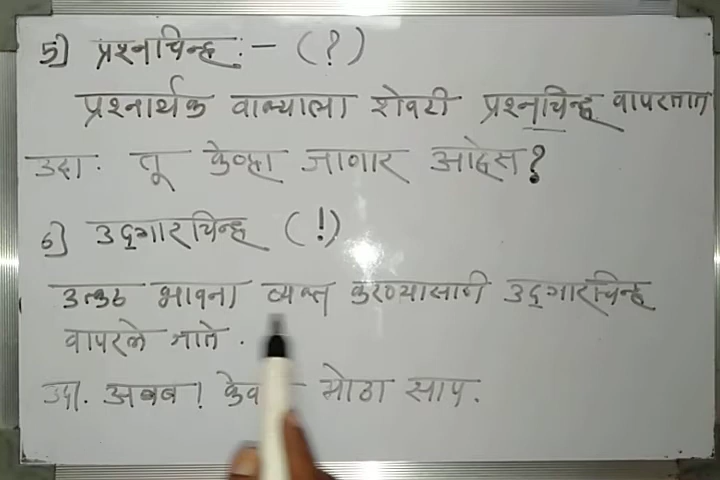 5] प्रश्नचिन्ह :- (?)
प्रश्नार्थक वाक्याला शेवटी प्रश्नचिन्ह वापरतात
उदा. तू केव्हा जाणार आहेस?
6] उद्गारचिन्ह (!)
उत्कट भावना व्यक्त करण्यासाठी उद्गारचिन्ह
वापरले जाते.
उदा. अबब! मोठा साप.